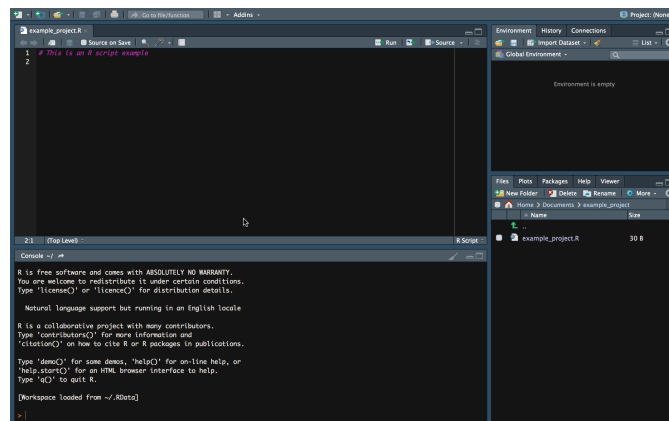 Go to file/function
Addins
Project: (None
example_project.R
Source on Save
Run
Source
1 # This is an R script example
2
2:1 (Top Level)
R Script
Console ~/
R is free software and comes with ABSOLUTELY NO WARRANTY.
You are welcome to redistribute it under certain conditions.
Type 'license()' or 'licence()' for distribution details.
Natural language support but running in an English locale
R is a collaborative project with many contributors.
Type 'contributors()' for more information and
'citation()' on how to cite R or R packages in publications.
Type 'demo()' for some demos, 'help()' for on-line help, or
'help.start()' for an HTML browser interface to help.
Type 'q()' to quit R.
[Workspace loaded from ~/.RData]
>
Environment History Connections
Import Dataset
List
Global Environment
Environment is empty
Files Plots Packages Help Viewer
New Folder Delete Rename More
Home > Documents > example_project
Name Size
..
example_project.R 30 B